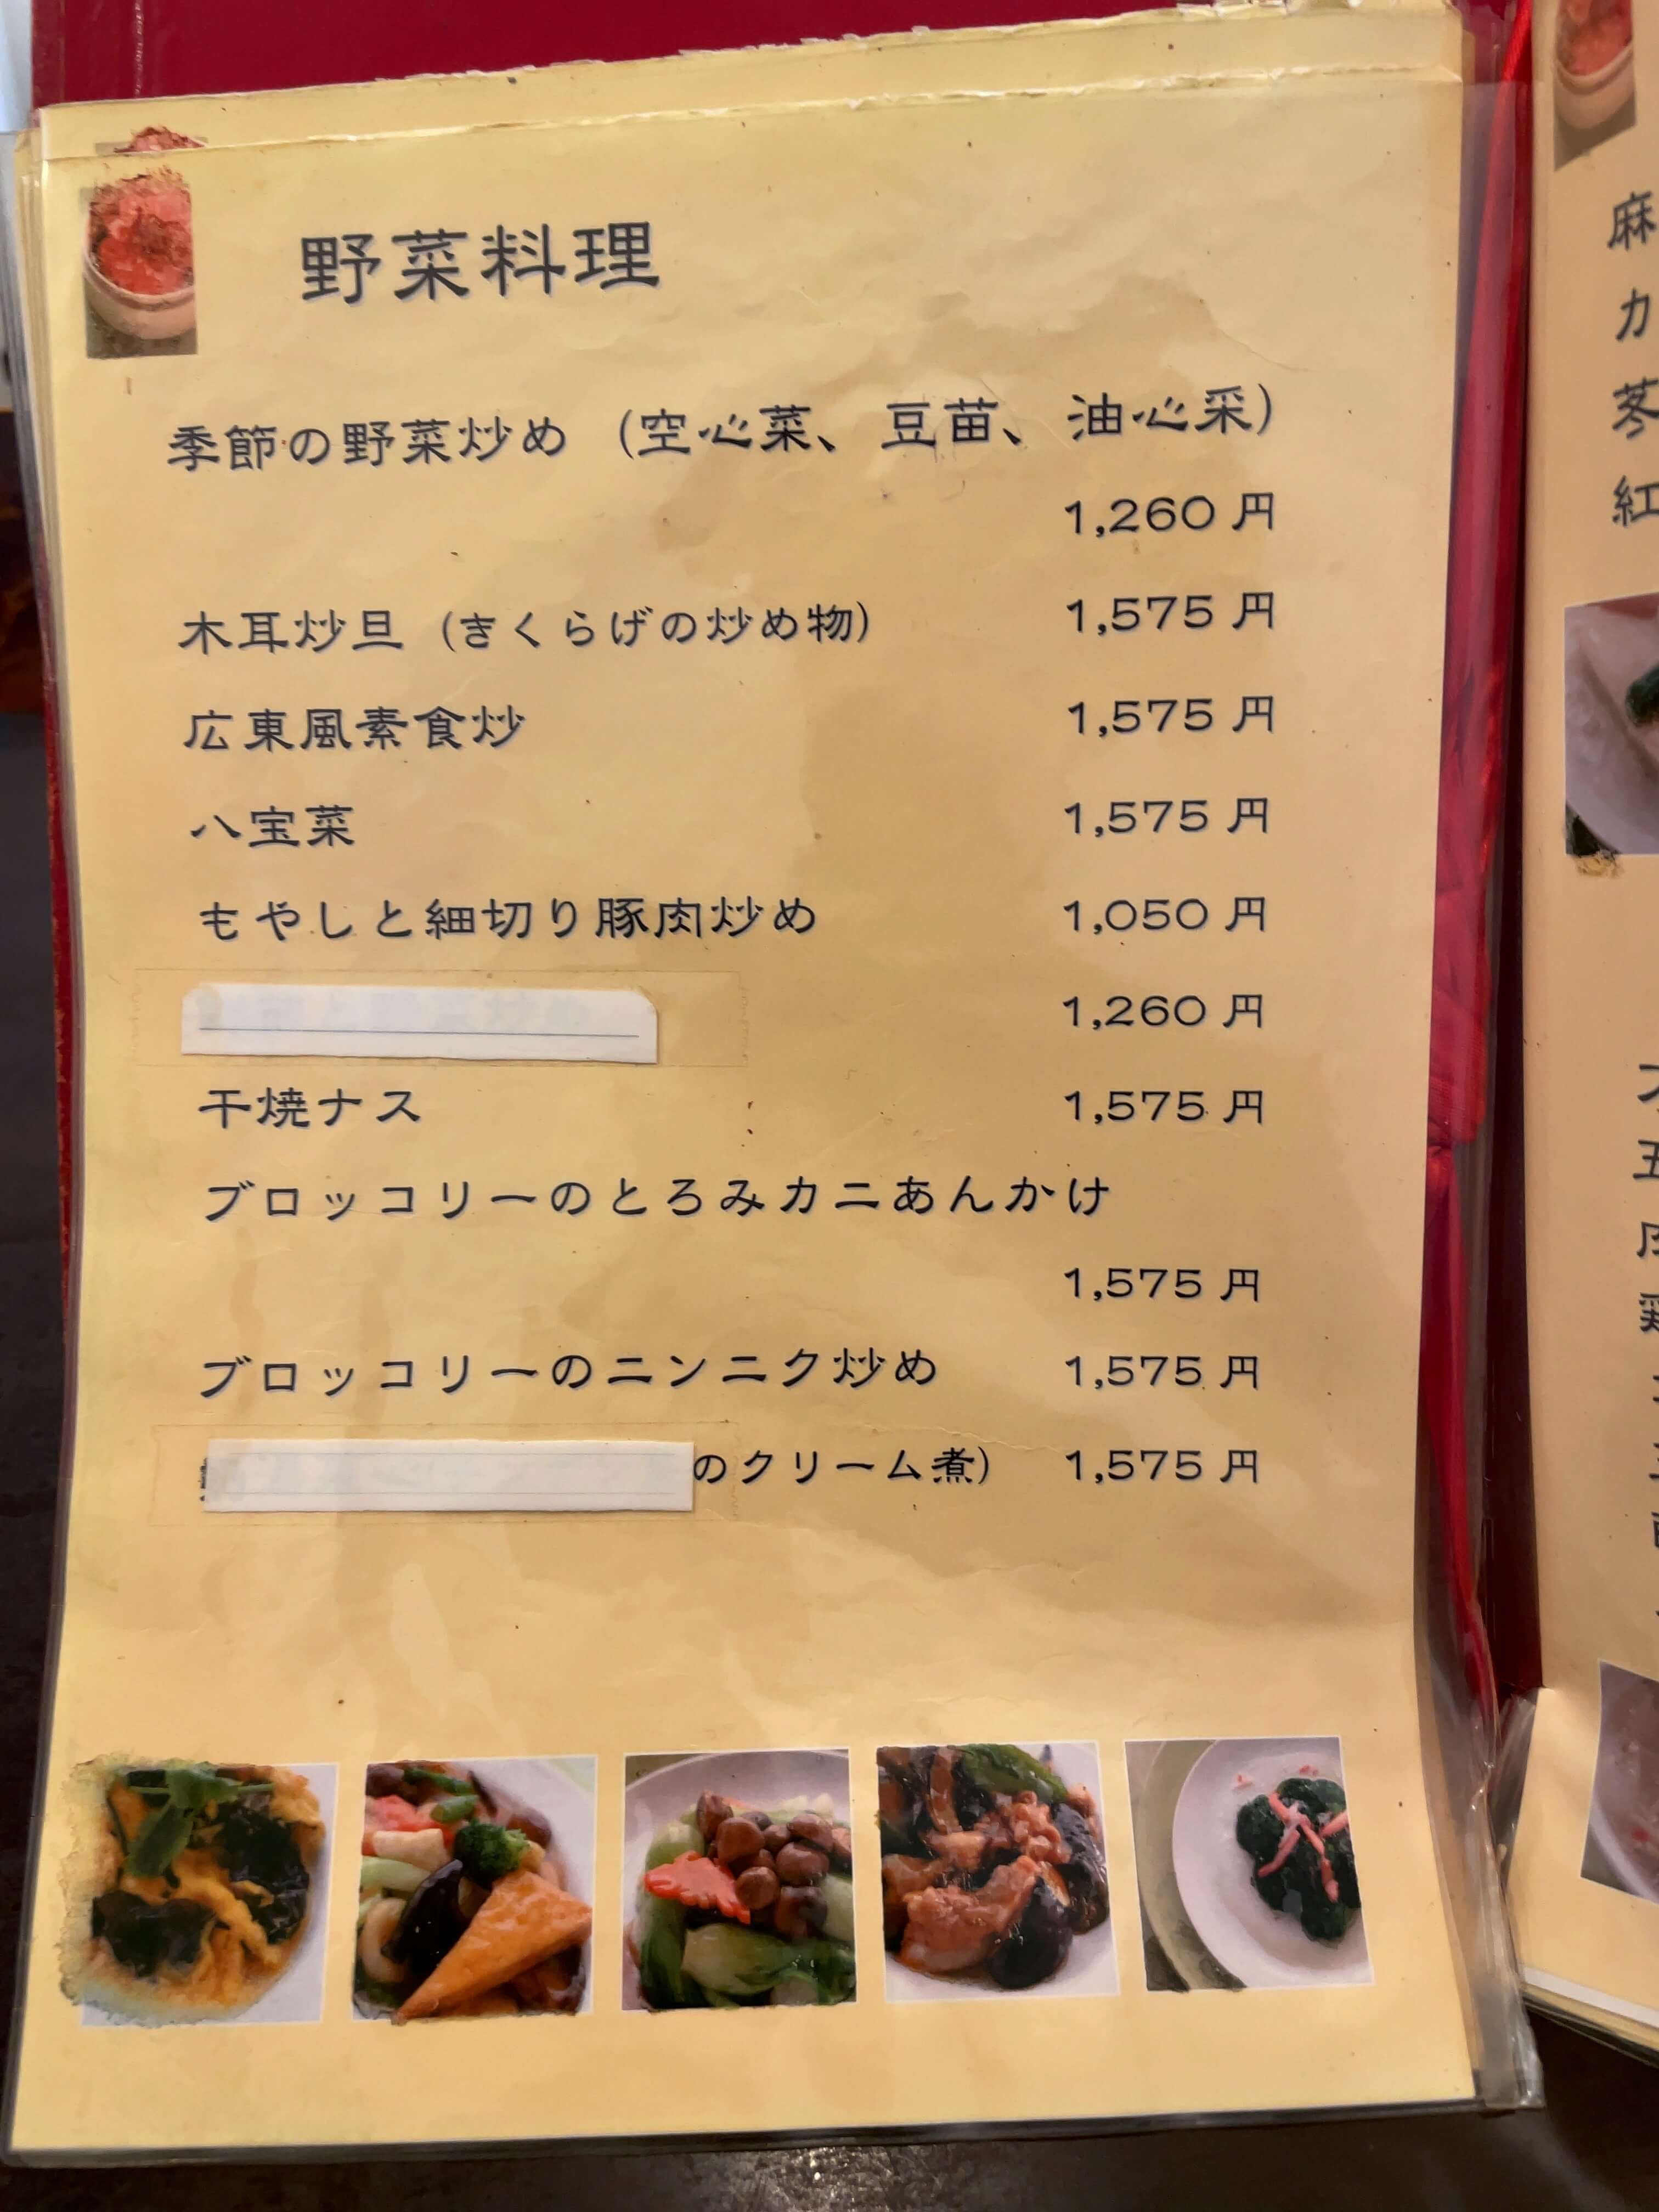 野菜料理
季節の野菜炒め (空心菜、豆苗、油心采)
1,260 円
木耳炒旦 (きくらげの炒め物) 1,575 円
広東風素食炒 1,575 円
八宝菜 1,575 円
もやしと細切り豚肉炒め 1,050 円
1,260 円
干焼ナス 1,575 円
ブロッコリーのとろみカニあんかけ
1,575 円
ブロッコリーのニンニク炒め 1,575 円
のクリーム煮) 1,575 円
麻
カ
紅
五